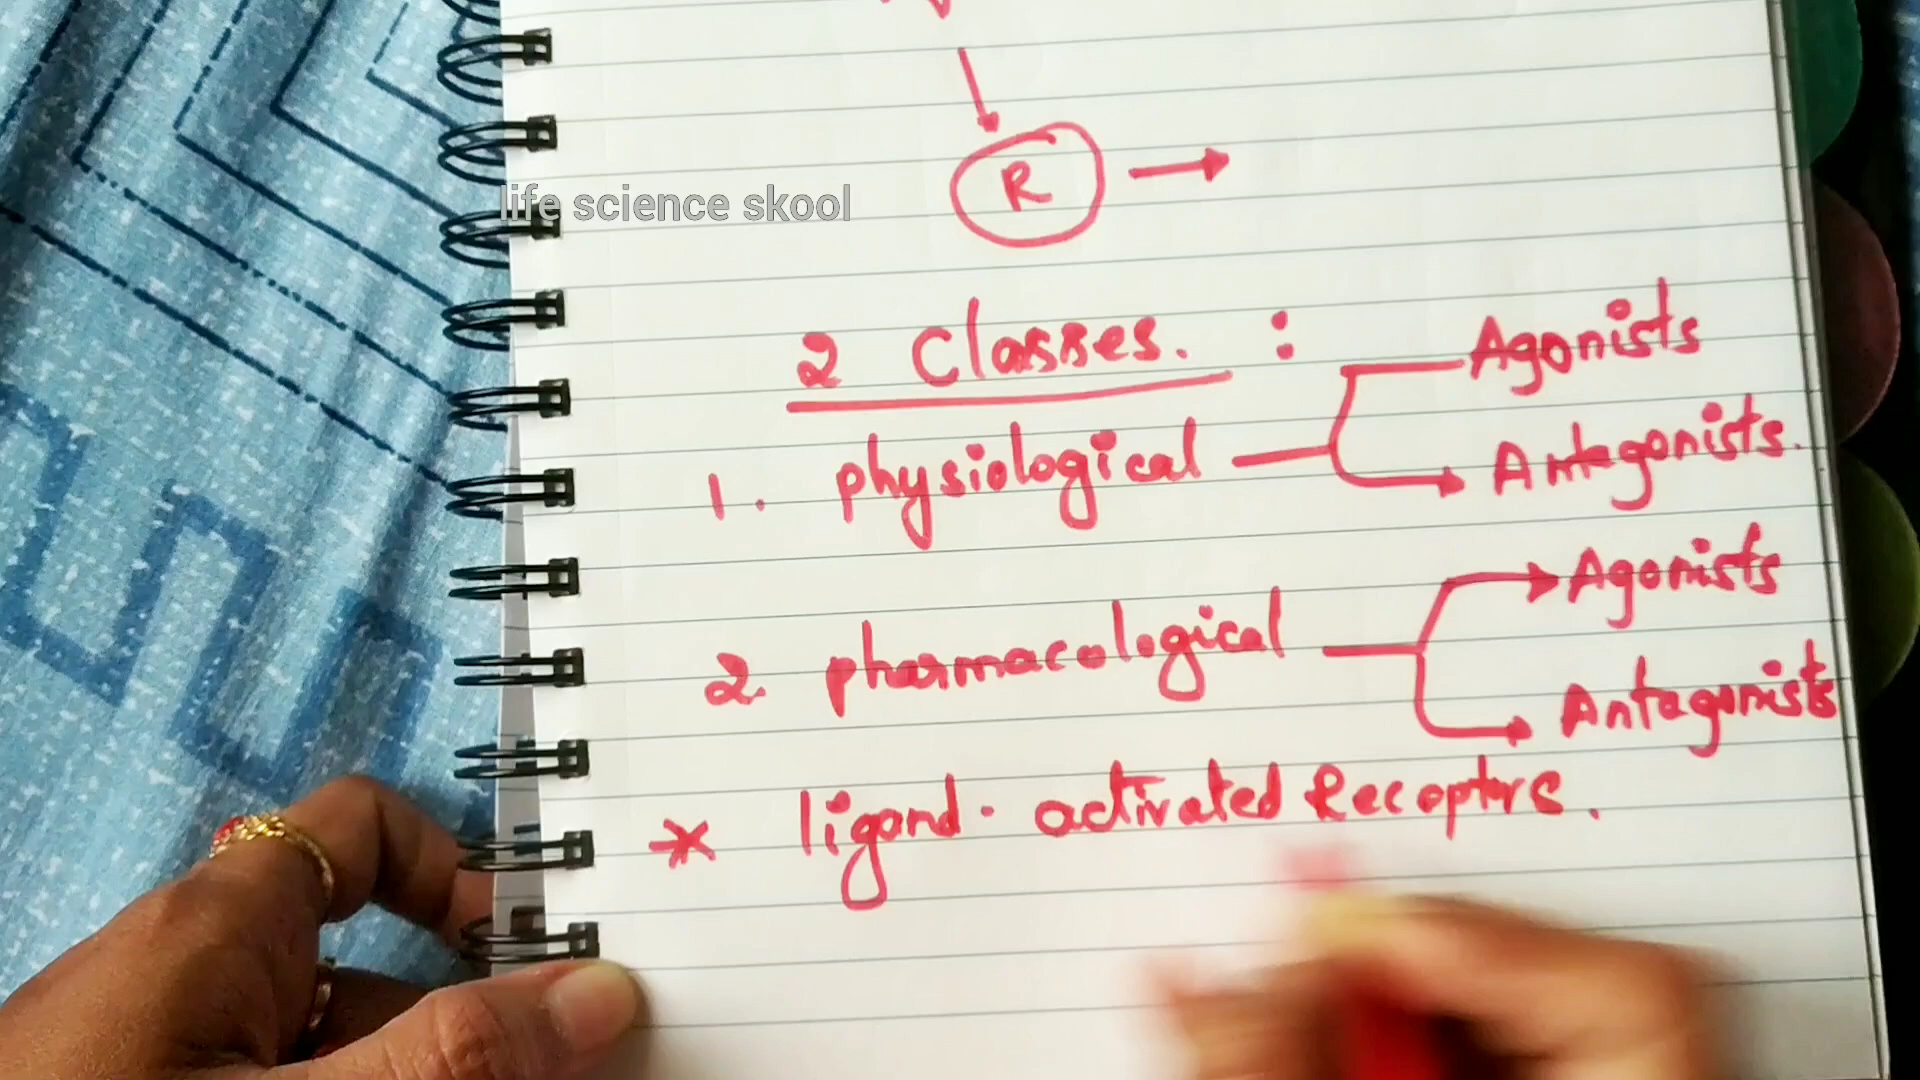 R
life science skool
2 Classes. :
Agonists
1. physiological
Antagonists.
Agonists
2. pharmacological
Antagonists
* ligand. activated Receptors.